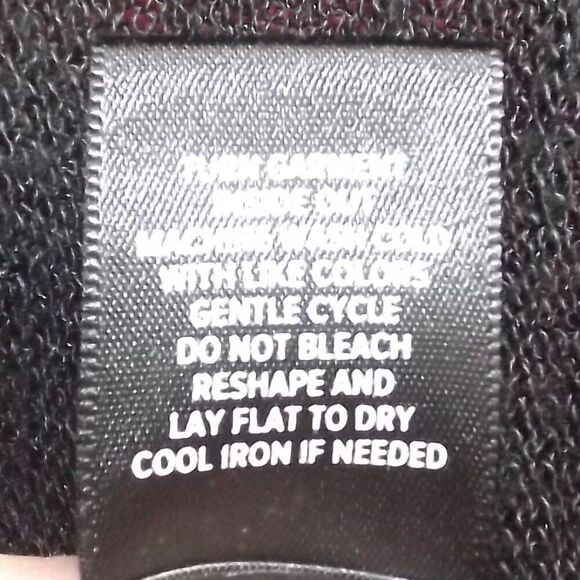 TURN GARMENT
INSIDE OUT
MACHINE WASH COLD
WITH LIKE COLORS
GENTLE CYCLE
DO NOT BLEACH
RESHAPE AND
LAY FLAT TO DRY
COOL IRON IF NEEDED